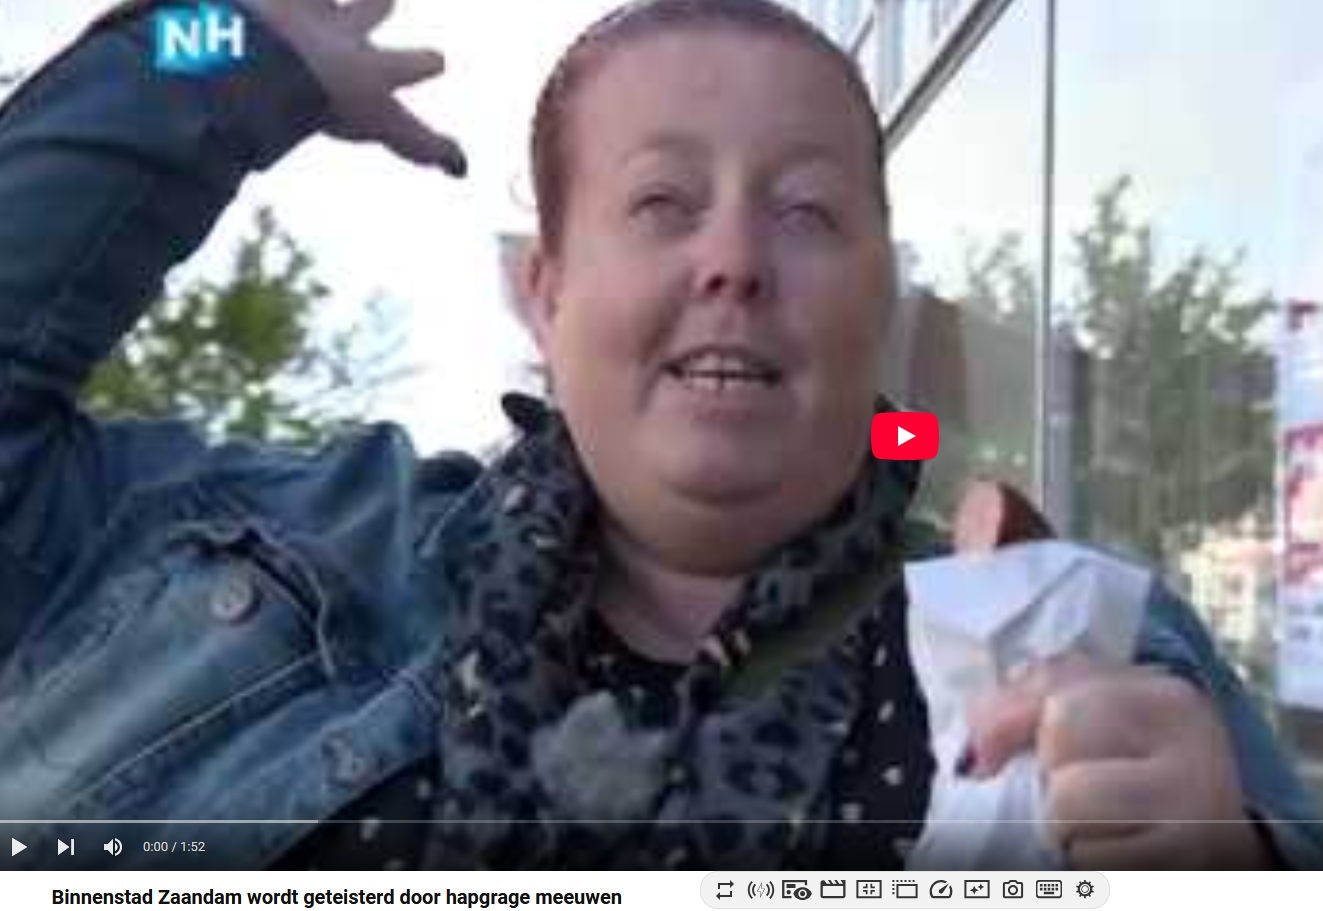 NH
0:00 / 1:52
Binnenstad Zaandam wordt geteisterd door hapgrage meeuwen